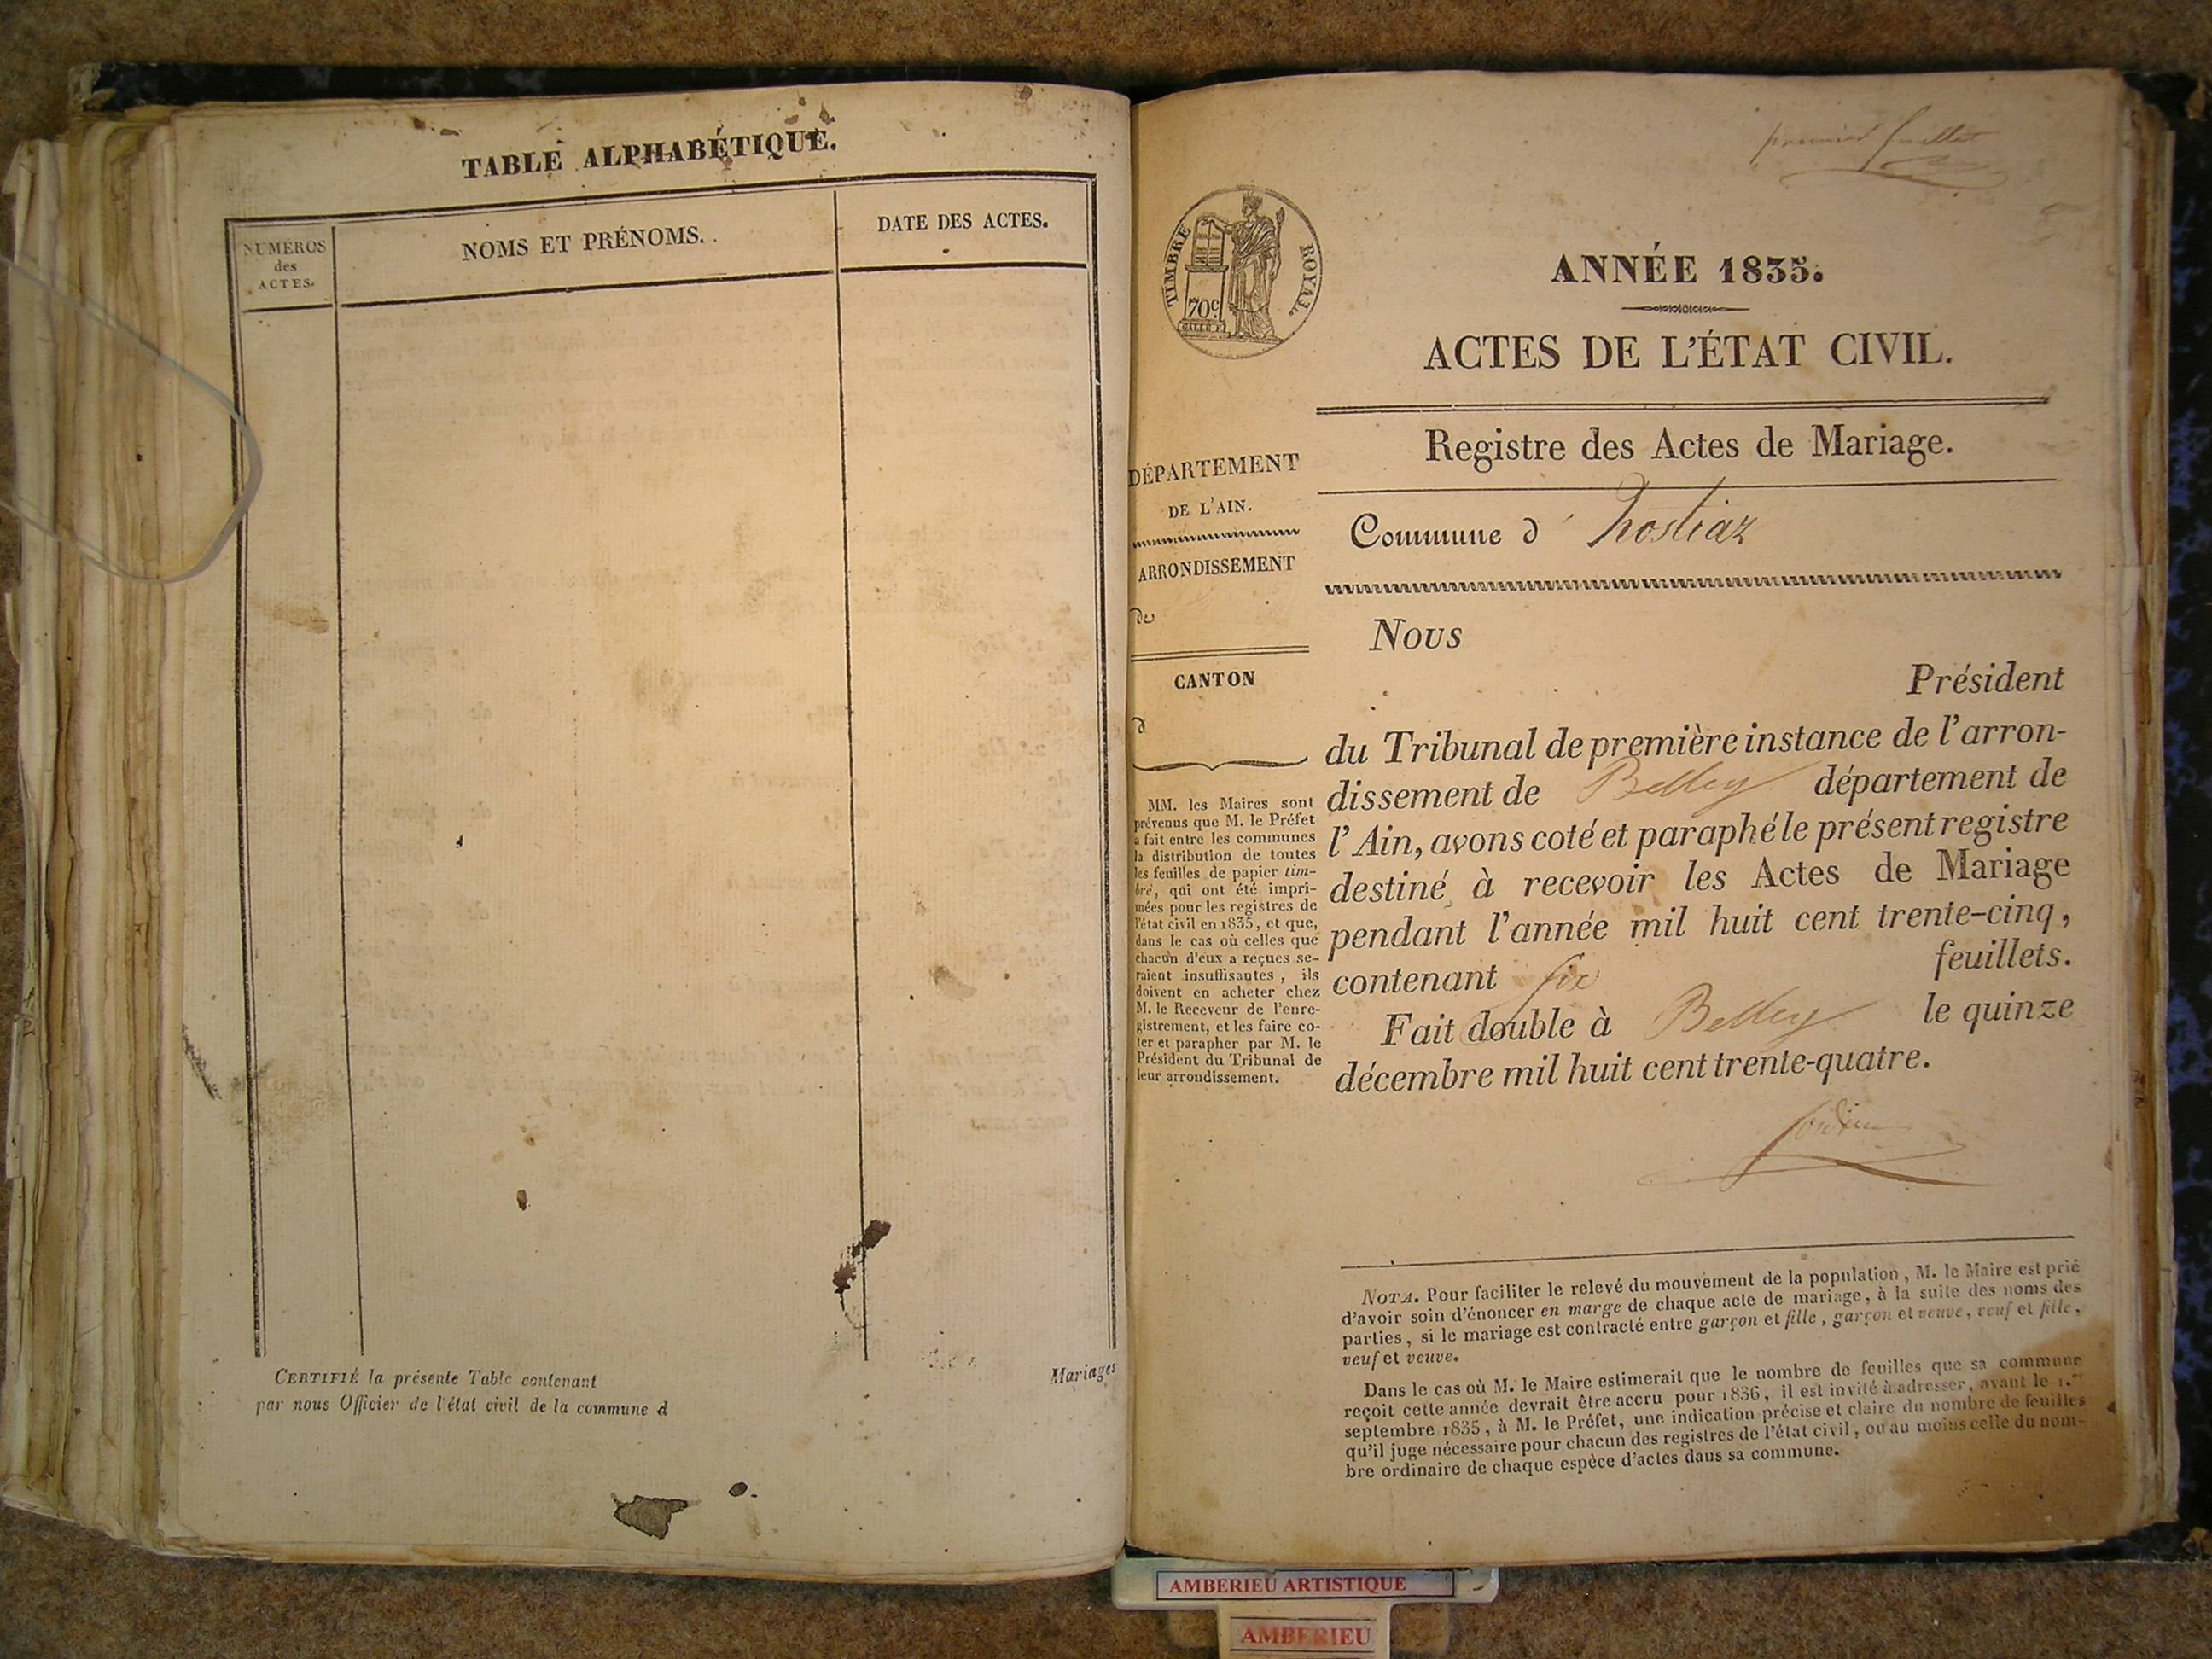 TABLE ALPHABÉTIQUE.
NUMÉROS
des
ACTES.
NOMS ET PRÉNOMS.
DATE DES ACTES.
CERTIFIÉ la présente Table contenant
Mariages
par nous Officier de l'état civil de la commune d
premier feuillet
TIMBRE ROYAL.
70c
ANNÉE 1835.
ACTES DE L'ÉTAT CIVIL.
Registre des Actes de Mariage.
Commune d' hostiaz
DÉPARTEMENT
DE L'AIN.
ARRONDISSEMENT
de
CANTON
d
MM. les Maires sont
prévenus que M. le Préfet
a fait entre les communes
la distribution de toutes
les feuilles de papier tim-
bré, qui ont été impri-
mées pour les registres de
l'état civil en 1835, et que,
dans le cas où celles que
chacun d'eux a reçues se-
raient insuffisantes, ils
doivent en acheter chez
M. le Receveur de l'enre-
gistrement, et les faire co-
ter et parapher par M. le
Président du Tribunal de
leur arrondissement.
Nous
Président
du Tribunal de première instance de l'arron-
dissement de Belley département de
l'Ain, avons coté et paraphé le présent registre
destiné à recevoir les Actes de Mariage
pendant l'année mil huit cent trente-cinq,
contenant six feuillets.
Fait double à Belley le quinze
décembre mil huit cent trente-quatre.
NOTA. Pour faciliter le relevé du mouvement de la population, M. le Maire est prié
d'avoir soin d'énoncer en marge de chaque acte de mariage, à la suite des noms des
parties, si le mariage est contracté entre garçon et fille, garçon et veuve, veuf et fille,
veuf et veuve.
Dans le cas où M. le Maire estimerait que le nombre de feuilles que sa commune
reçoit cette année devrait être accru pour 1836, il est invité à adresser, avant le 1.er
septembre 1835, à M. le Préfet, une indication précise et claire du nombre de feuilles
qu'il juge nécessaire pour chacun des registres de l'état civil, ou au moins celle du nom-
bre ordinaire de chaque espèce d'actes dans sa commune.
AMBERIEU ARTISTIQUE
AMBERIEU